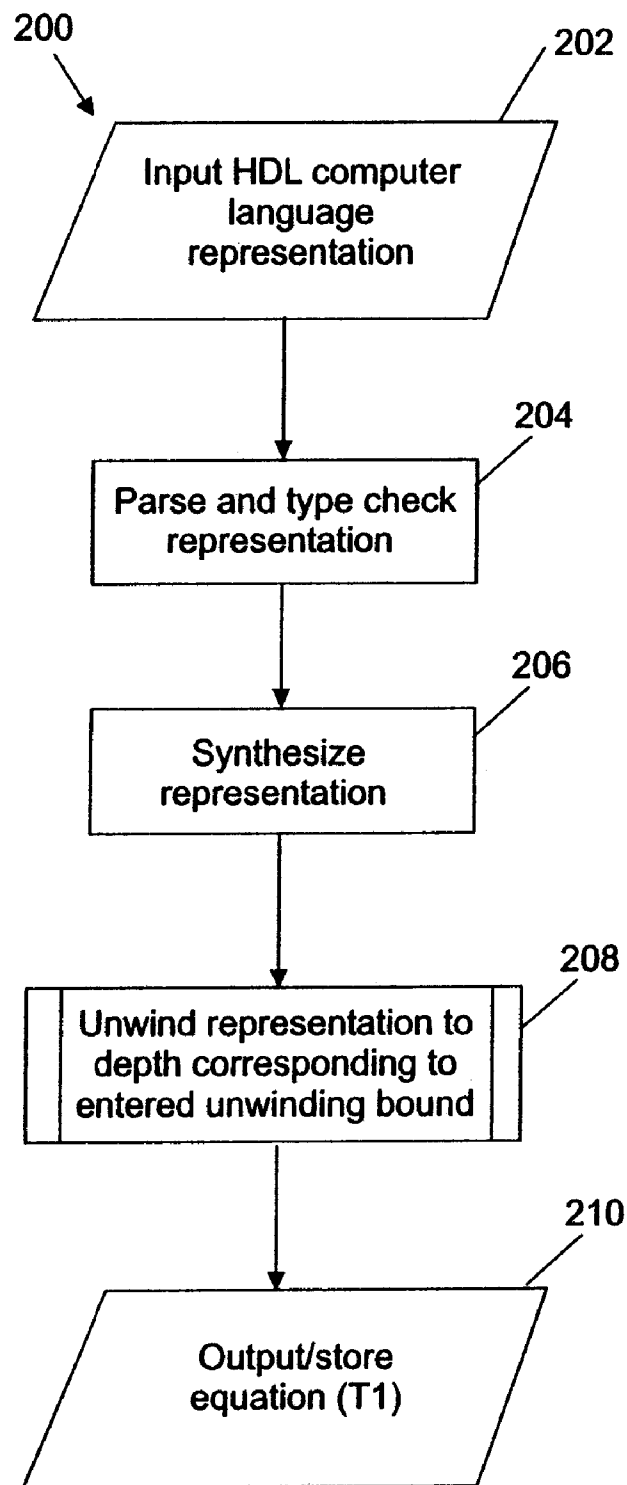 200
202
Input HDL computer
language
representation
204
Parse and type check
representation
206
Synthesize
representation
208
Unwind representation to
depth corresponding to
entered unwinding bound
210
Output/store
equation (T1)